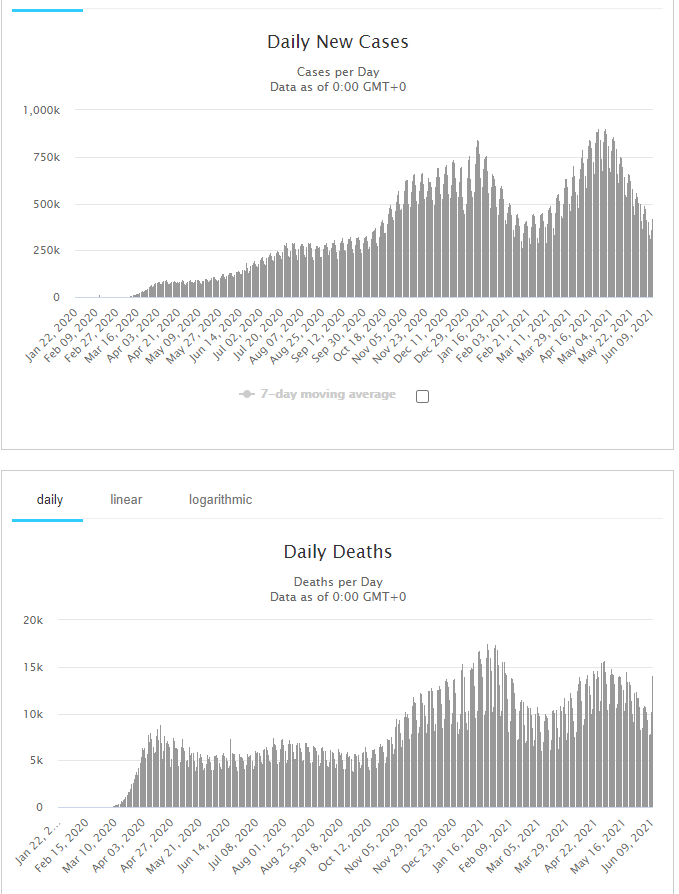 Daily New Cases
Cases per Day
Data as of 0:00 GMT+0
1,000k
750k
500k
250k
0
Jan 22, 2020
Feb 09, 2020
Feb 27, 2020
Mar 16, 2020
Apr 03, 2020
Apr 21, 2020
May 09, 2020
May 27, 2020
Jun 14, 2020
Jul 02, 2020
Jul 20, 2020
Aug 07, 2020
Aug 25, 2020
Sep 12, 2020
Sep 30, 2020
Oct 18, 2020
Nov 05, 2020
Nov 23, 2020
Dec 11, 2020
Dec 29, 2020
Jan 16, 2021
Feb 03, 2021
Feb 21, 2021
Mar 11, 2021
Mar 29, 2021
Apr 16, 2021
May 04, 2021
May 22, 2021
Jun 09, 2021
7-day moving average
daily linear logarithmic
Daily Deaths
Deaths per Day
Data as of 0:00 GMT+0
20k
15k
10k
5k
0
Jan 22, 2...
Feb 15, 2020
Mar 10, 2020
Apr 03, 2020
Apr 27, 2020
May 21, 2020
Jun 14, 2020
Jul 08, 2020
Aug 01, 2020
Aug 25, 2020
Sep 18, 2020
Oct 12, 2020
Nov 05, 2020
Nov 29, 2020
Dec 23, 2020
Jan 16, 2021
Feb 09, 2021
Mar 05, 2021
Mar 29, 2021
Apr 22, 2021
May 16, 2021
Jun 09, 2021